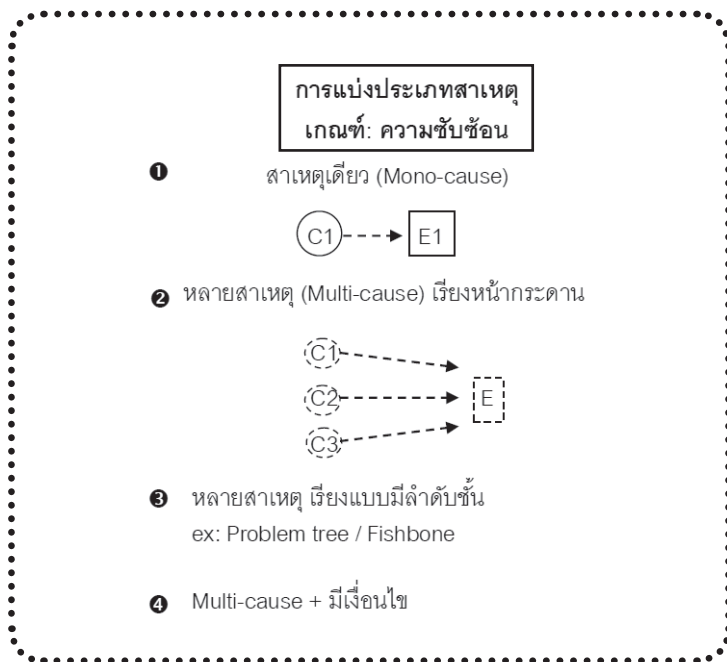 การแบ่งประเภทสาเหตุ
เกณฑ์: ความซับซ้อน
❶ สาเหตุเดียว (Mono-cause)
C1 E1
❷ หลายสาเหตุ (Multi-cause) เรียงหน้ากระดาน
C1
C2 E
C3
❸ หลายสาเหตุ เรียงแบบมีลำดับชั้น
ex: Problem tree / Fishbone
❹ Multi-cause + มีเงื่อนไข